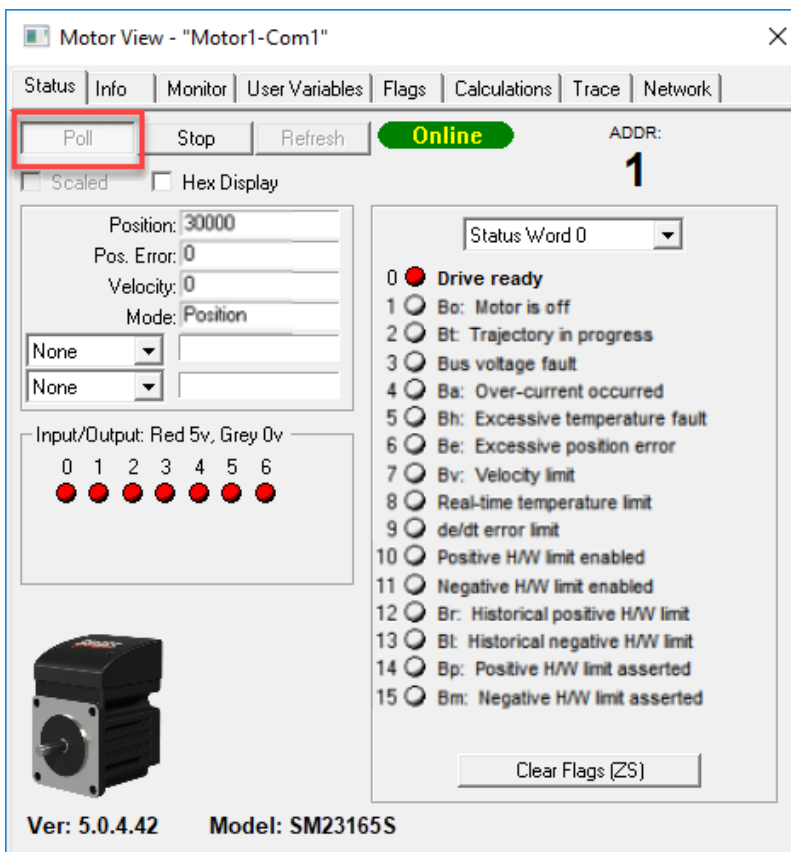 Motor View - "Motor1-Com1"
Status Info Monitor User Variables Flags Calculations Trace Network
Poll Stop Refresh Online ADDR:
1
Scaled Hex Display
Position: 30000
Pos. Error: 0
Velocity: 0
Mode: Position
None
None
Input/Output: Red 5v, Grey 0v
0 1 2 3 4 5 6
Status Word 0
0 Drive ready
1 Bo: Motor is off
2 Bt: Trajectory in progress
3 Bus voltage fault
4 Ba: Over-current occurred
5 Bh: Excessive temperature fault
6 Be: Excessive position error
7 Bv: Velocity limit
8 Real-time temperature limit
9 de/dt error limit
10 Positive H/W limit enabled
11 Negative H/W limit enabled
12 Br: Historical positive H/W limit
13 Bl: Historical negative H/W limit
14 Bp: Positive H/W limit asserted
15 Bm: Negative H/W limit asserted
Clear Flags (ZS)
Ver: 5.0.4.42 Model: SM23165S